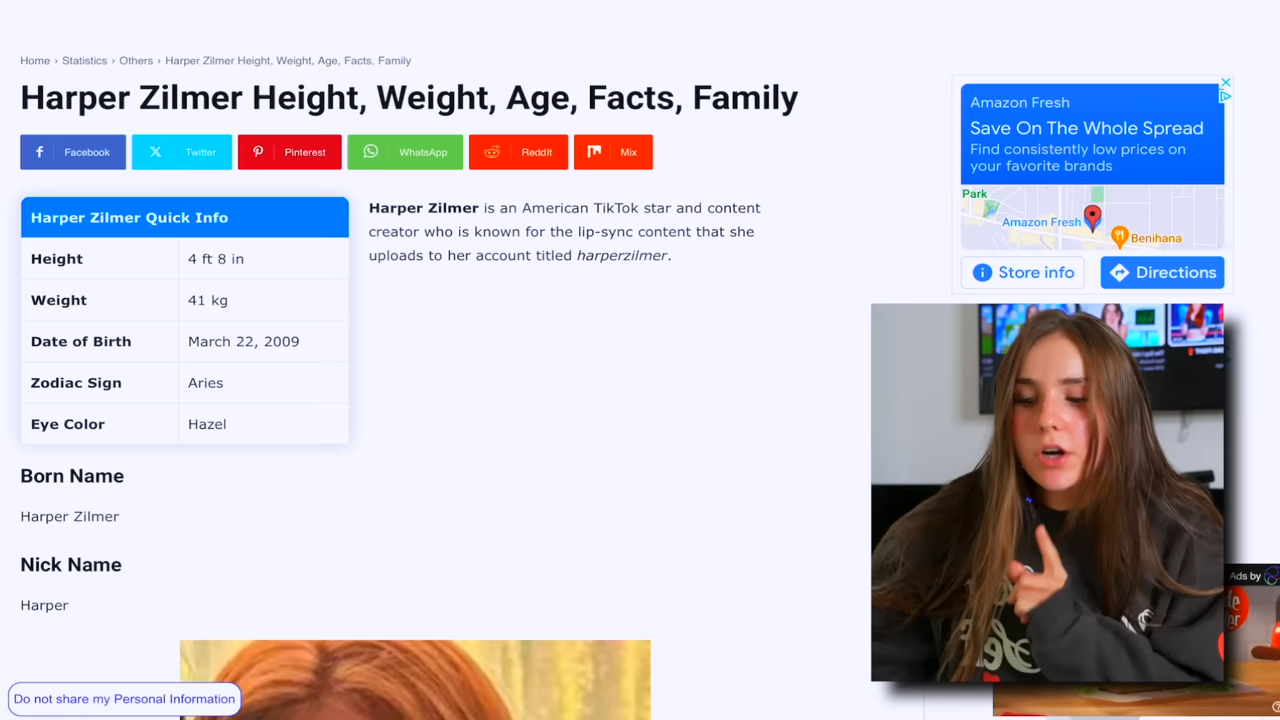 Home › Statistics › Others › Harper Zilmer Height, Weight, Age, Facts, Family
Harper Zilmer Height, Weight, Age, Facts, Family
Facebook
Twitter
Pinterest
WhatsApp
ReddIt
Mix
Harper Zilmer Quick Info
Height 4 ft 8 in
Weight 41 kg
Date of Birth March 22, 2009
Zodiac Sign Aries
Eye Color Hazel
Harper Zilmer is an American TikTok star and content
creator who is known for the lip-sync content that she
uploads to her account titled harperzilmer.
Born Name
Harper Zilmer
Nick Name
Harper
Do not share my Personal Information
Amazon Fresh
Save On The Whole Spread
Find consistently low prices on
your favorite brands
Park
Amazon Fresh
Benihana
Store info
Directions
Ads by